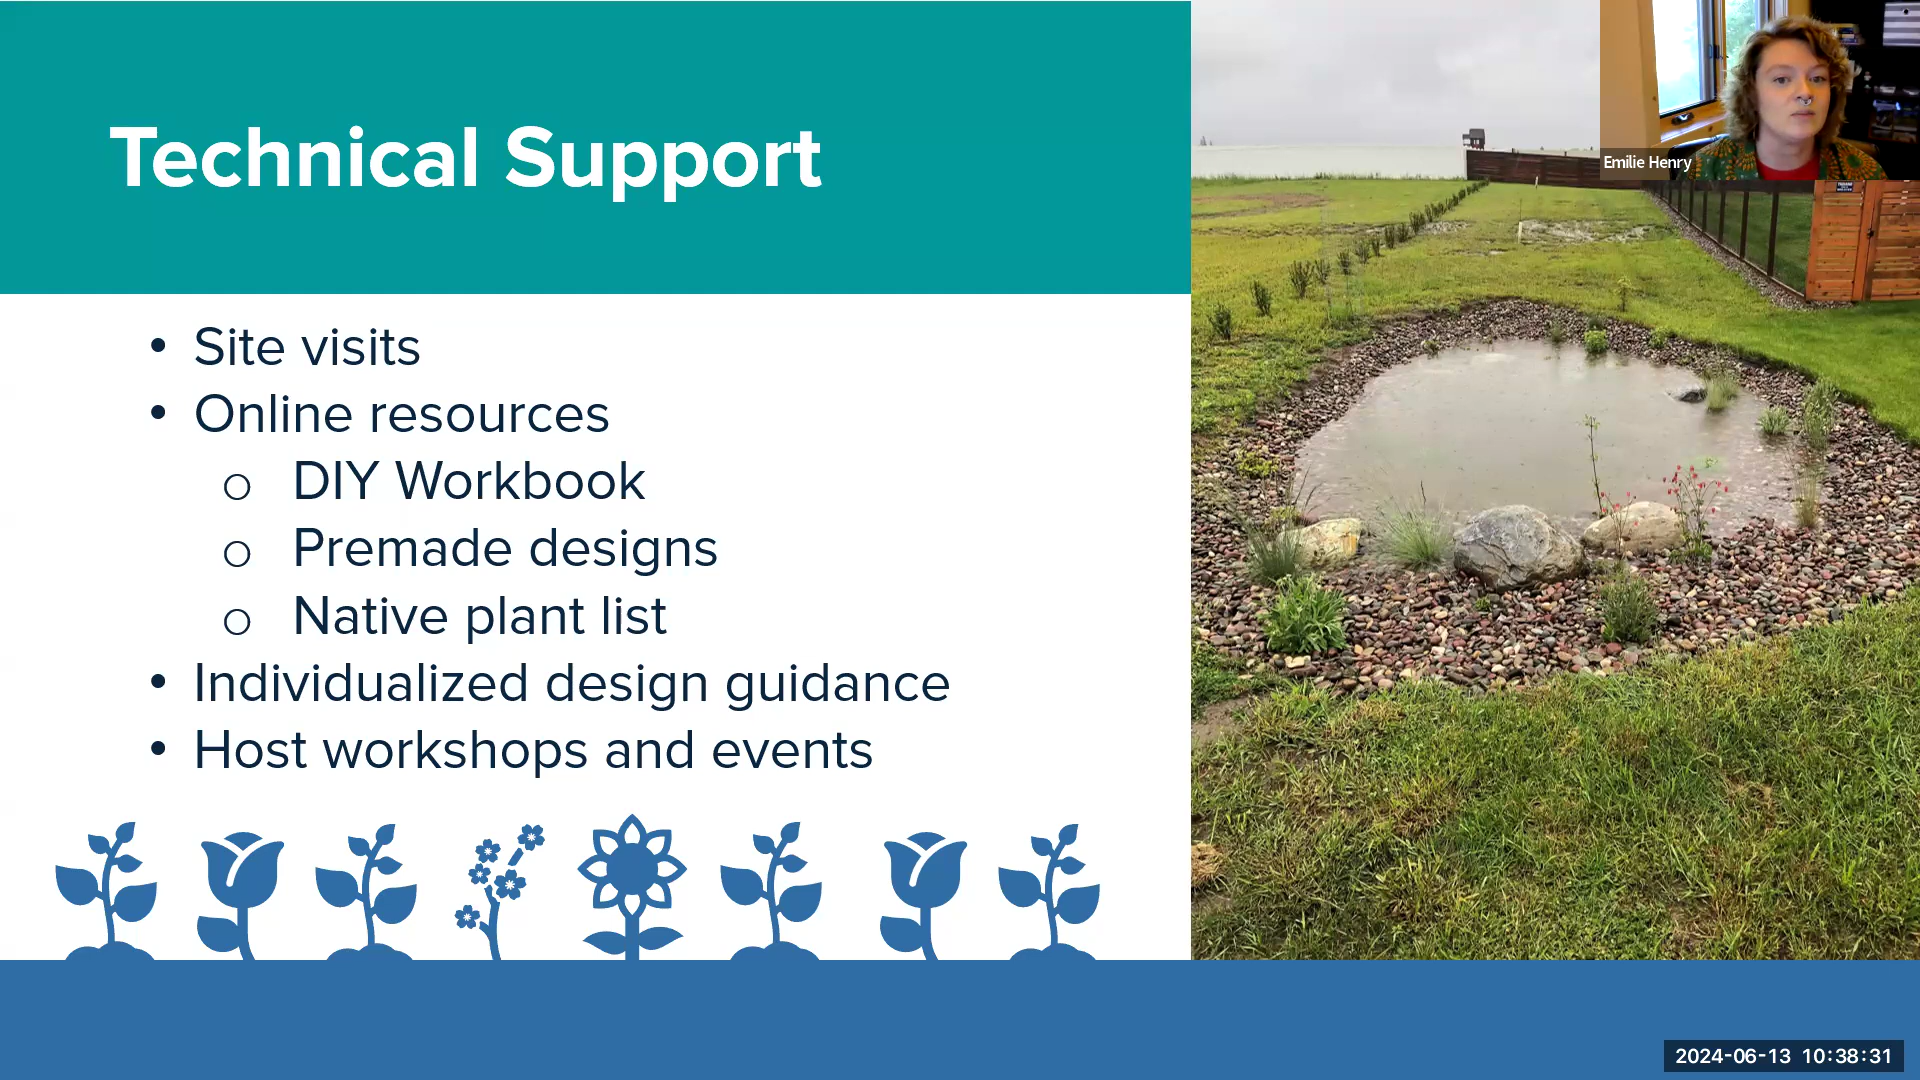 Technical Support
Emilie Henry
• Site visits
• Online resources
o DIY Workbook
o Premade designs
o Native plant list
• Individualized design guidance
• Host workshops and events
2024-06-13 10:38:31